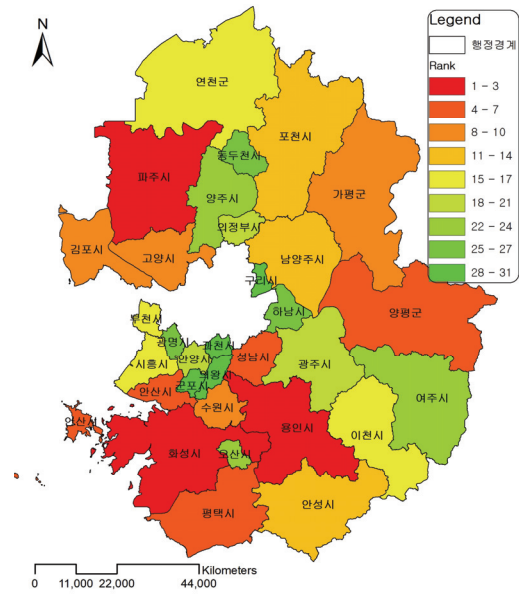 N
Legend
행정경계
Rank
1 - 3
4 - 7
8 - 10
11 - 14
15 - 17
18 - 21
22 - 24
25 - 27
28 - 31
연천군
포천시
동두천시
파주시
가평군
양주시
의정부시
김포시
고양시
남양주시
구리시
양평군
하남시
부천시
광명시
과천시
시흥시
안양시
성남시
광주시
의왕시
군포시
안산시
여주시
수원시
안산시
용인시
이천시
화성시
오산시
평택시
안성시
Kilometers
0 11,000 22,000 44,000